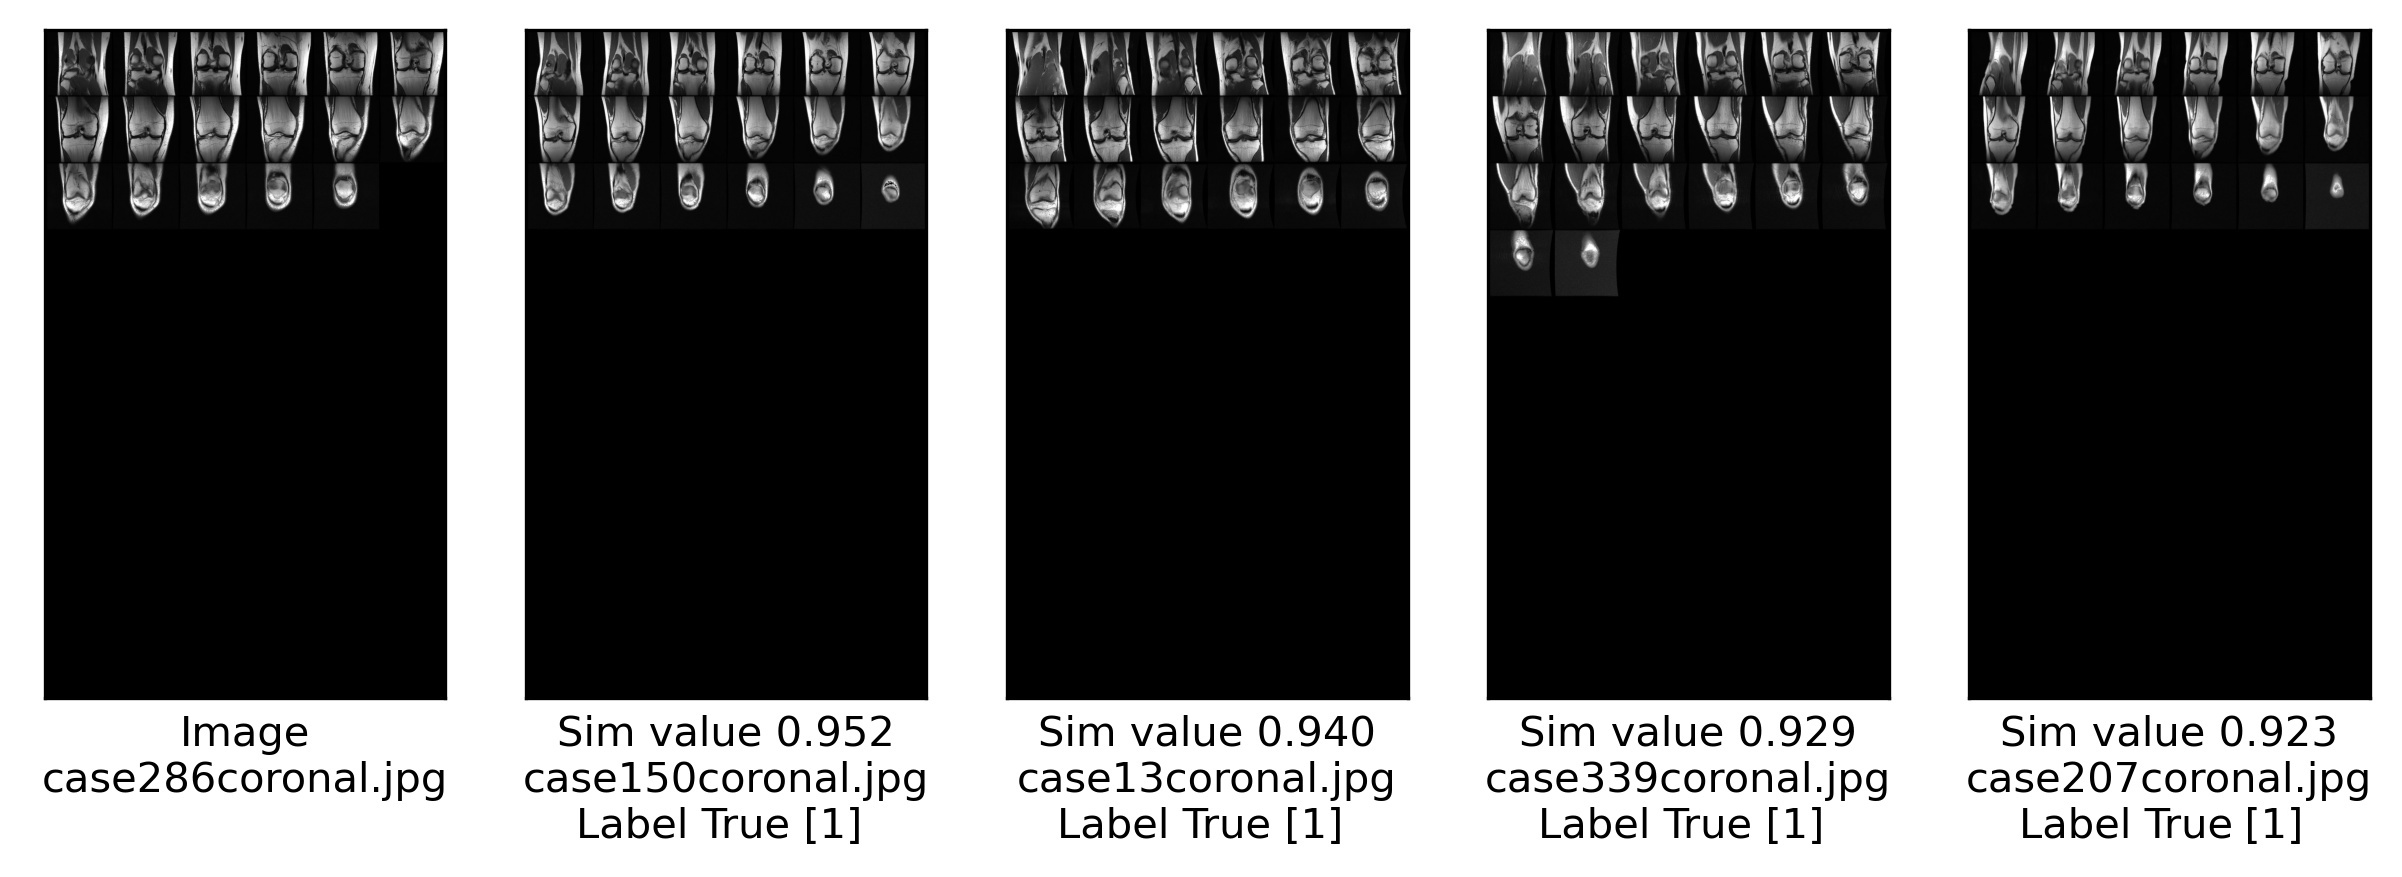 Image
case286coronal.jpg
Sim value 0.952
case150coronal.jpg
Label True [1]
Sim value 0.940
case13coronal.jpg
Label True [1]
Sim value 0.929
case339coronal.jpg
Label True [1]
Sim value 0.923
case207coronal.jpg
Label True [1]